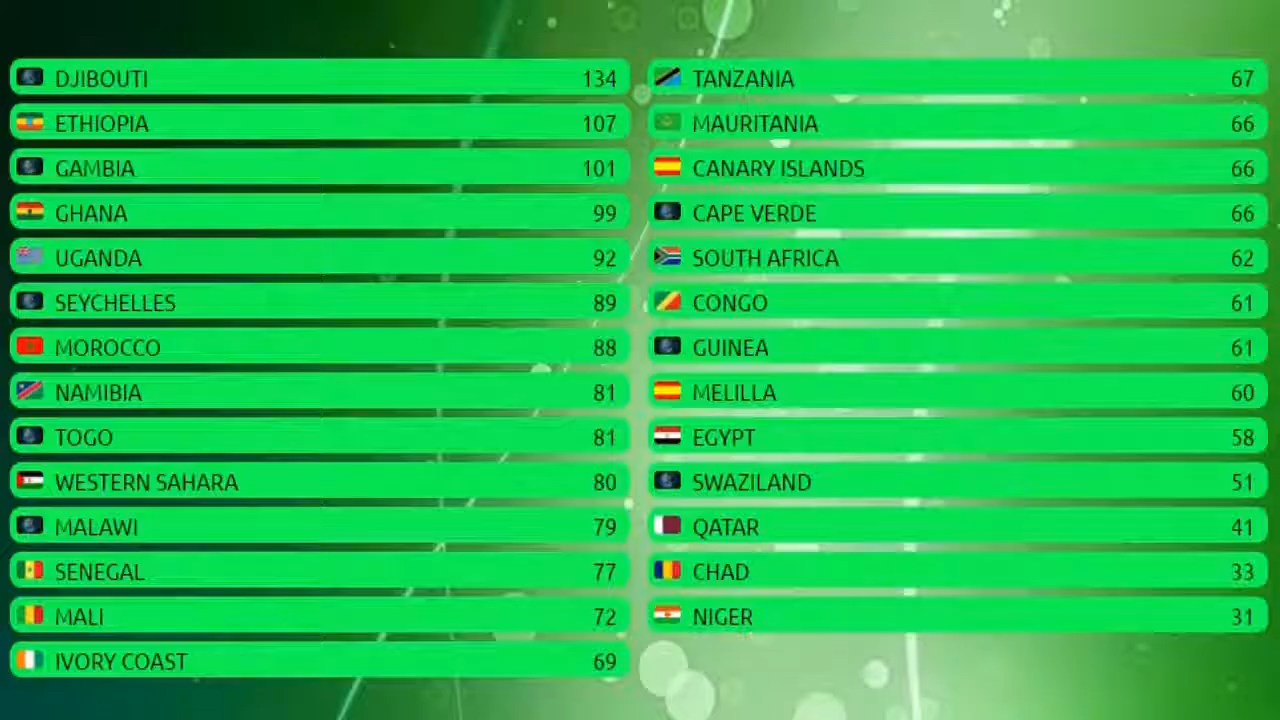 DJIBOUTI 134
ETHIOPIA 107
GAMBIA 101
GHANA 99
UGANDA 92
SEYCHELLES 89
MOROCCO 88
NAMIBIA 81
TOGO 81
WESTERN SAHARA 80
MALAWI 79
SENEGAL 77
MALI 72
IVORY COAST 69
TANZANIA 67
MAURITANIA 66
CANARY ISLANDS 66
CAPE VERDE 66
SOUTH AFRICA 62
CONGO 61
GUINEA 61
MELILLA 60
EGYPT 58
SWAZILAND 51
QATAR 41
CHAD 33
NIGER 31